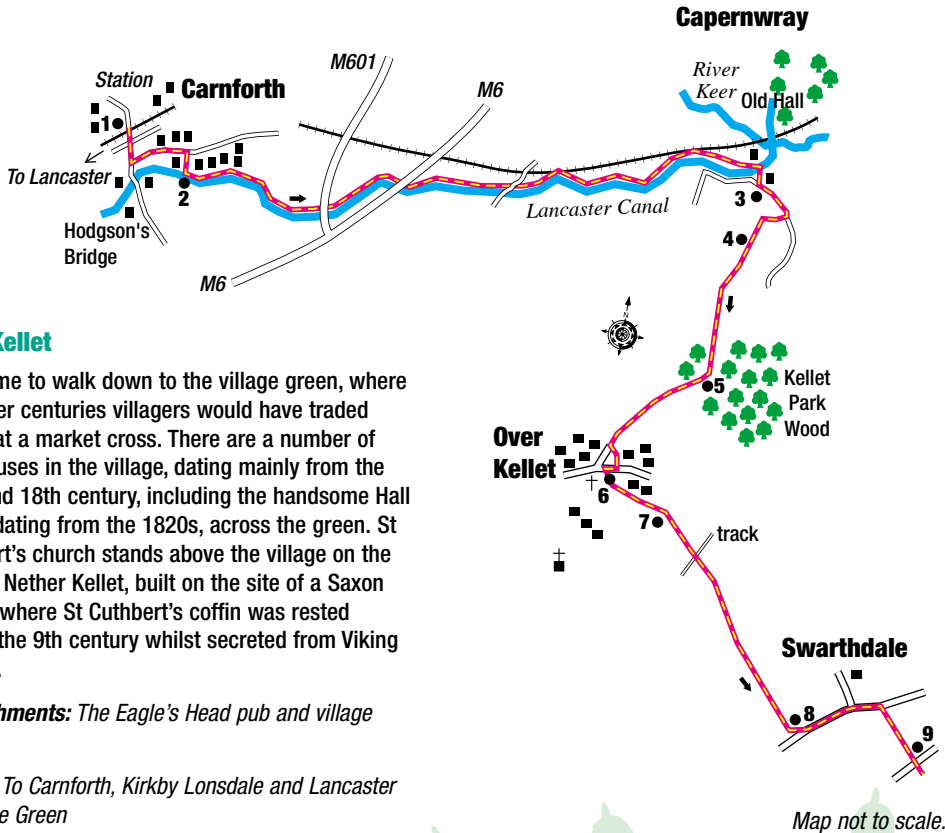 Capernwray
M601
River
Keer
Station
Carnforth
M6
Old Hall
1
To Lancaster
2
Lancaster Canal
3
Hodgson's
Bridge
4
M6
N
Kellet
me to walk down to the village green, where
er centuries villagers would have traded
at a market cross. There are a number of
uses in the village, dating mainly from the
nd 18th century, including the handsome Hall
dating from the 1820s, across the green. St
rt’s church stands above the village on the
Nether Kellet, built on the site of a Saxon
where St Cuthbert’s coffin was rested
the 9th century whilst secreted from Viking
.
hments: The Eagle’s Head pub and village
To Carnforth, Kirkby Lonsdale and Lancaster
e Green
5
Kellet
Park
Wood
Over
Kellet
6
7
track
Swarthdale
8
9
Map not to scale.